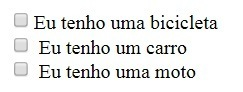 Eu tenho uma bicicleta
Eu tenho um carro
Eu tenho uma moto